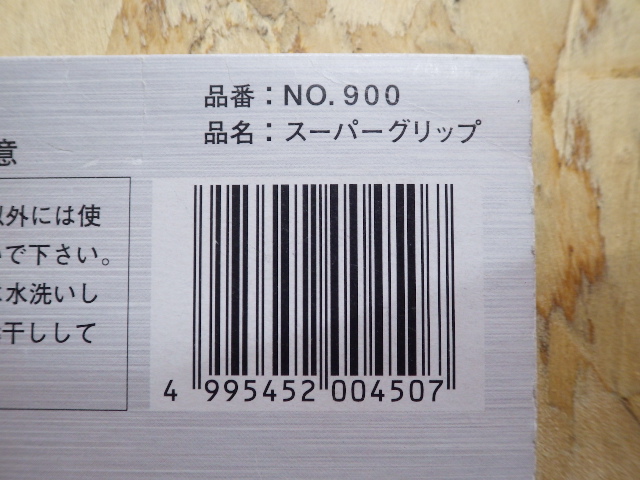 品番：NO. 900
品名：スーパーグリップ
意
以外には使
で下さい。
水洗いし
干しして
4 995452 004507